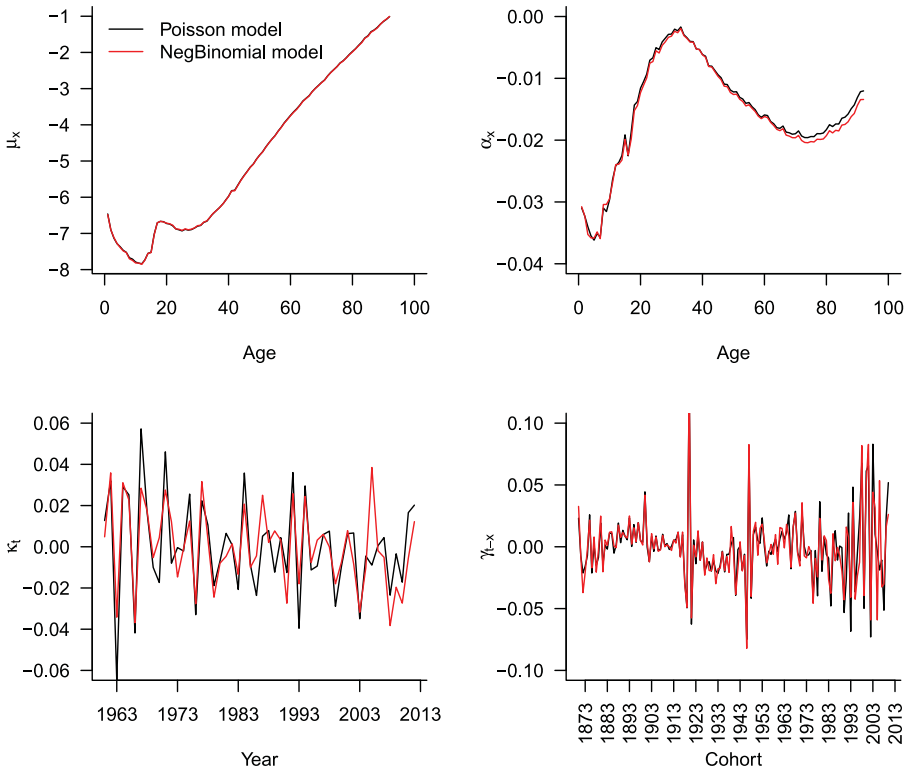 Poisson model
NegBinomial model
−1
−2
−3
−4
−5
−6
−7
−8
μx
0 20 40 60 80 100
Age
0.00
−0.01
−0.02
−0.03
−0.04
αx
0 20 40 60 80 100
Age
0.06
0.04
0.02
0.00
−0.02
−0.04
−0.06
κt
1963 1973 1983 1993 2003 2013
Year
0.10
0.05
0.00
−0.05
−0.10
γt−x
1873 1883 1893 1903 1913 1923 1933 1943 1953 1963 1973 1983 1993 2003 2013
Cohort